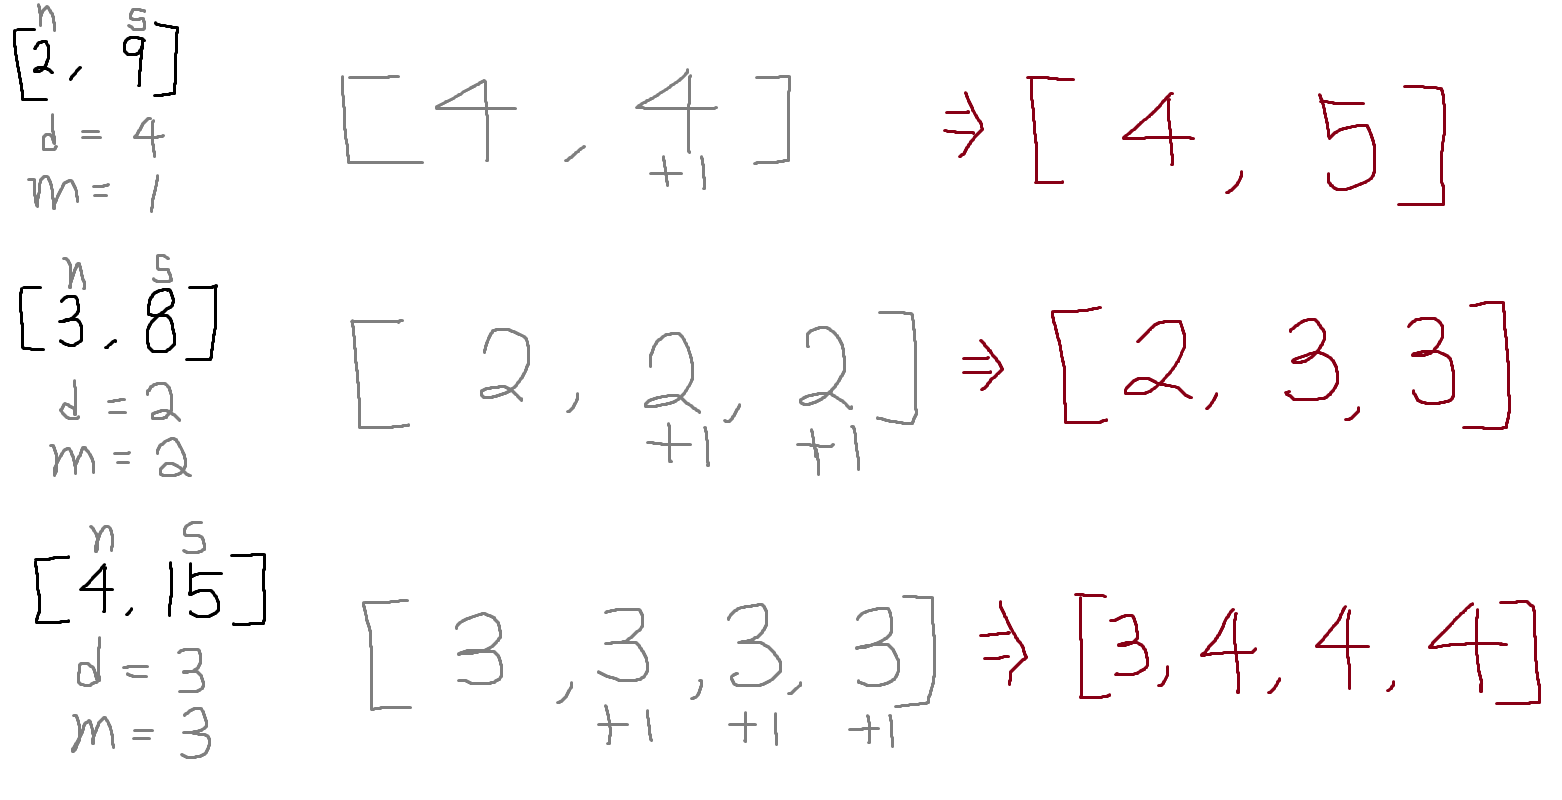 n s
[2, 9] [4, 4] ⇒ [4, 5]
d = 4 +1
m = 1
n s
[3, 8] [2, 2, 2] ⇒ [2, 3, 3]
d = 2 +1 +1
m = 2
n s
[4, 15] [3, 3, 3, 3] ⇒ [3, 4, 4, 4]
d = 3 +1 +1 +1
m = 3